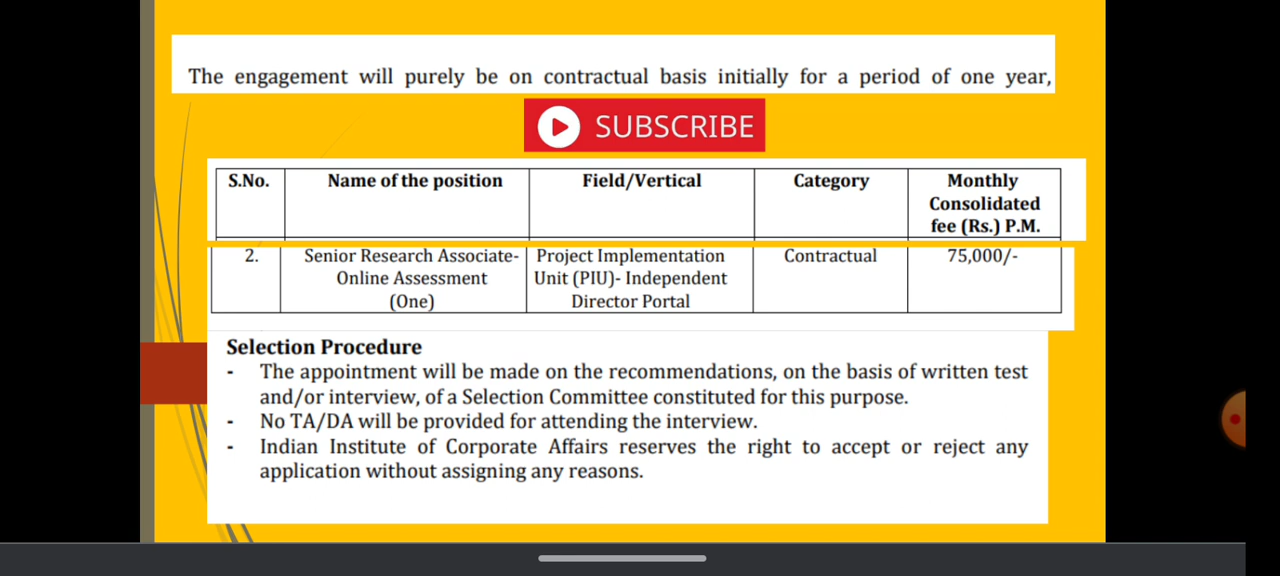 The engagement will purely be on contractual basis initially for a period of one year,
SUBSCRIBE
S.No. Name of the position Field/Vertical Category Monthly
Consolidated
fee (Rs.) P.M.
2. Senior Research Associate- Project Implementation Contractual 75,000/-
Online Assessment Unit (PIU)- Independent
(One) Director Portal
Selection Procedure
- The appointment will be made on the recommendations, on the basis of written test
and/or interview, of a Selection Committee constituted for this purpose.
- No TA/DA will be provided for attending the interview.
- Indian Institute of Corporate Affairs reserves the right to accept or reject any
application without assigning any reasons.